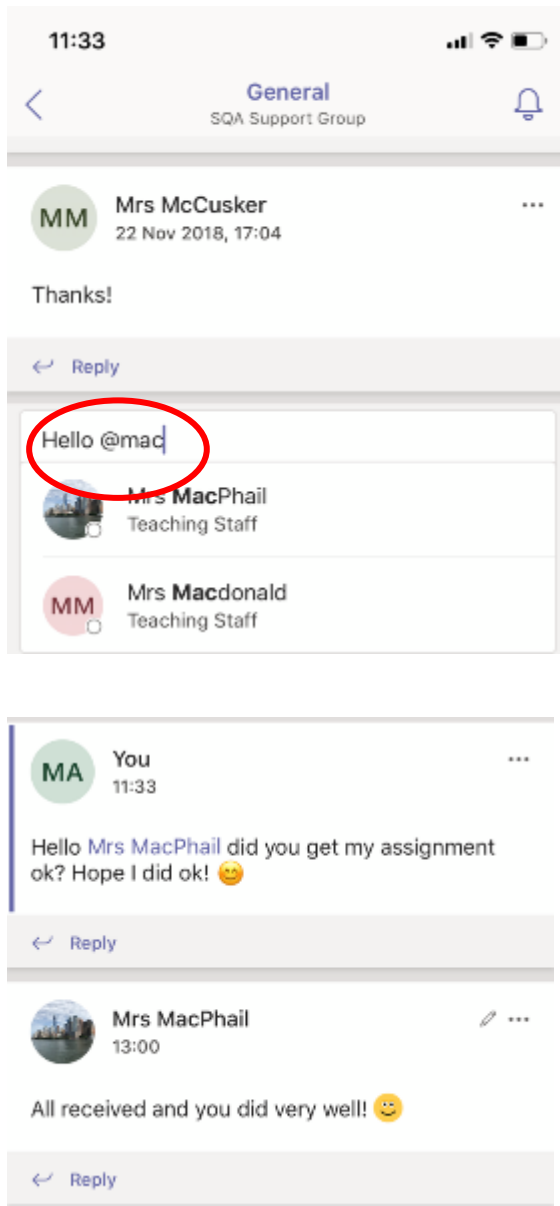 11:33
General
SQA Support Group
MM
Mrs McCusker
22 Nov 2018, 17:04
Thanks!
Reply
Hello @mac
Mrs MacPhail
Teaching Staff
MM
Mrs Macdonald
Teaching Staff
MA
You
11:33
Hello Mrs MacPhail did you get my assignment
ok? Hope I did ok! 😊
Reply
Mrs MacPhail
13:00
All received and you did very well! 🙂
Reply